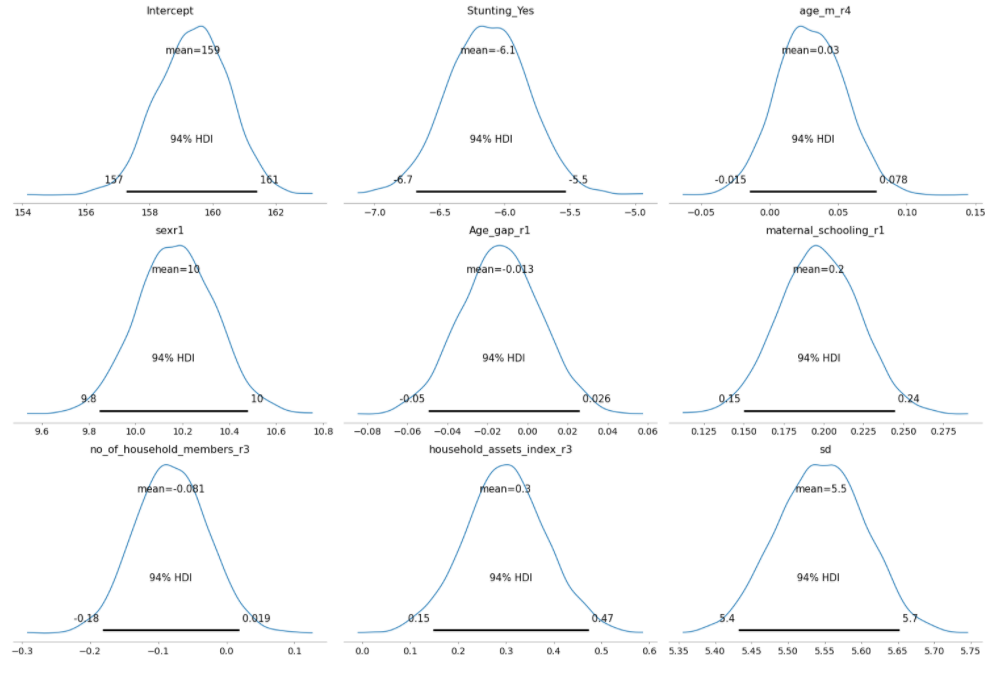 Intercept Stunting_Yes age_m_r4
mean=159 mean=-6.1 mean=0.03
94% HDI 94% HDI 94% HDI
157 161 -6.7 -5.5 -0.015 0.078
154 156 158 160 162 −7.0 −6.5 −6.0 −5.5 −5.0 −0.05 0.00 0.05 0.10 0.15
sexr1 Age_gap_r1 maternal_schooling_r1
mean=10 mean=-0.013 mean=0.2
94% HDI 94% HDI 94% HDI
9.8 10 -0.05 0.026 0.15 0.24
9.6 9.8 10.0 10.2 10.4 10.6 10.8 −0.08 −0.06 −0.04 −0.02 0.00 0.02 0.04 0.06 0.125 0.150 0.175 0.200 0.225 0.250 0.275
no_of_household_members_r3 household_assets_index_r3 sd
mean=-0.081 mean=0.3 mean=5.5
94% HDI 94% HDI 94% HDI
-0.18 0.019 0.15 0.47 5.4 5.7
−0.3 −0.2 −0.1 0.0 0.1 0.0 0.1 0.2 0.3 0.4 0.5 0.6 5.35 5.40 5.45 5.50 5.55 5.60 5.65 5.70 5.75